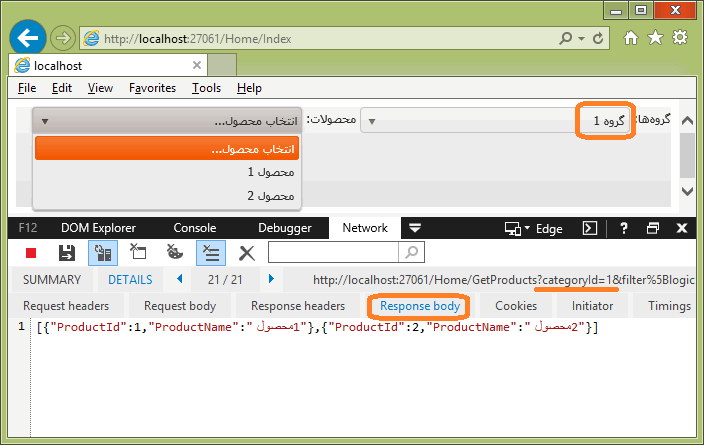 http://localhost:27061/Home/Index
localhost
File Edit View Favorites Tools Help
گروه‌ها: گروه 1 محصولات: انتخاب محصول...
انتخاب محصول...
محصول 1
محصول 2
F12 DOM Explorer Console Debugger Network Edge ?
SUMMARY DETAILS 21 / 21 http://localhost:27061/Home/GetProducts?categoryId=1&filter%5Blogic
Request headers Request body Response headers Response body Cookies Initiator Timings
1 [{"ProductId":1,"ProductName":"محصول 1"},{"ProductId":2,"ProductName":"محصول 2"}]